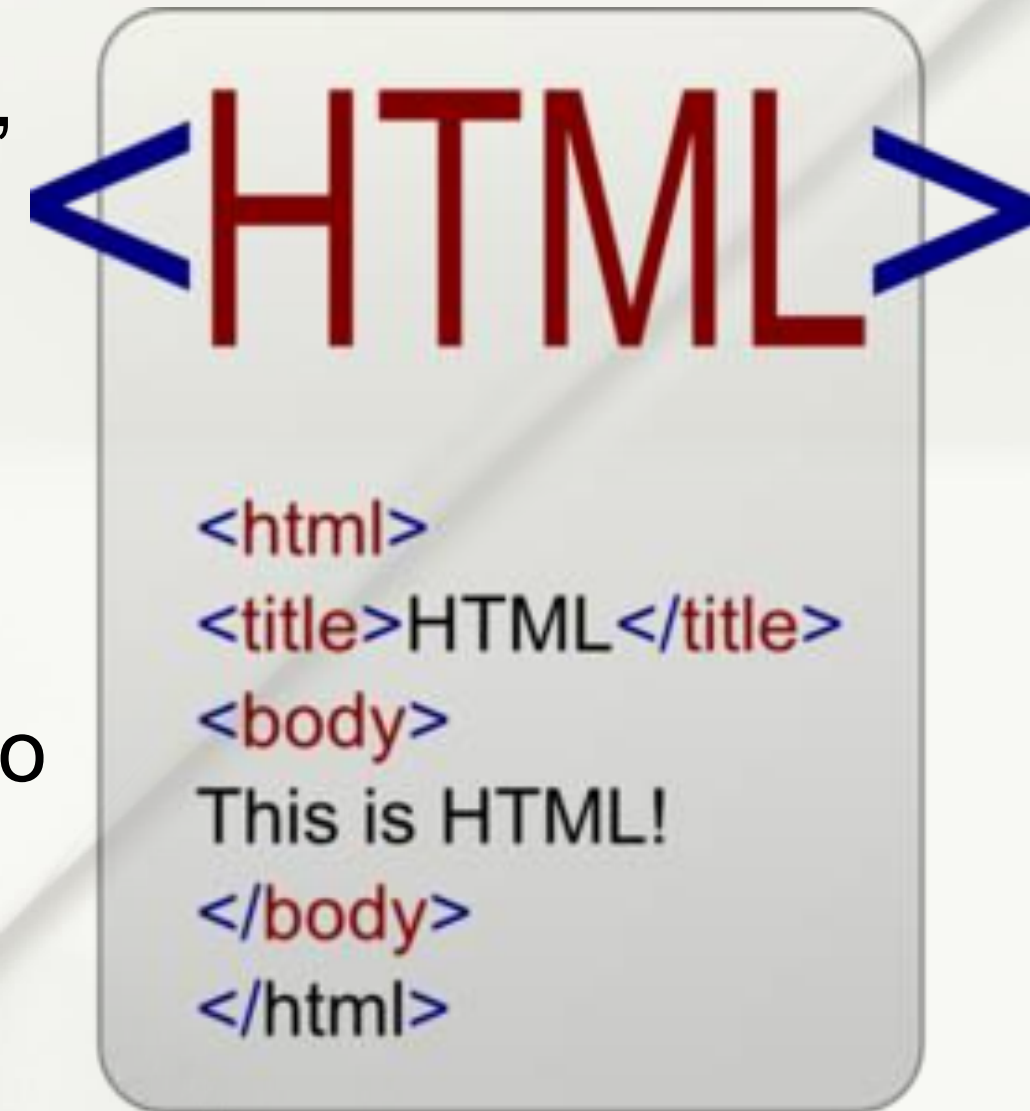 ,
<HTML>
<html>
<title>HTML</title>
<body>
o
This is HTML!
</body>
</html>